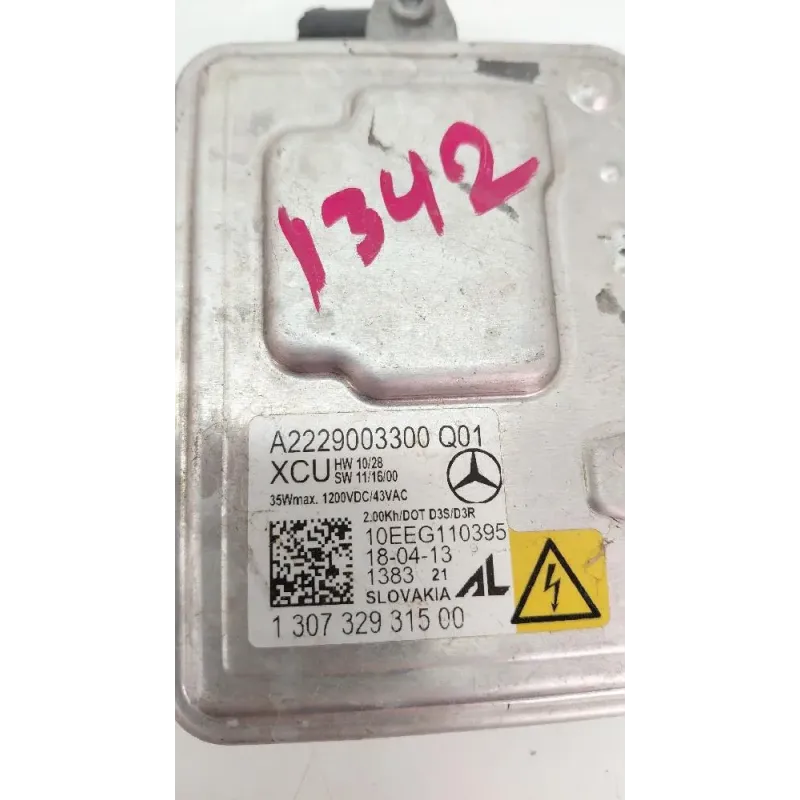 1342
A2229003300 Q01
XCU HW 10/28
SW 11/16/00
35Wmax. 1200VDC/43VAC
2.00Kh/DOT D3S/D3R
10EEG110395
18-04-13
1383 21
SLOVAKIA AL
1 307 329 315 00